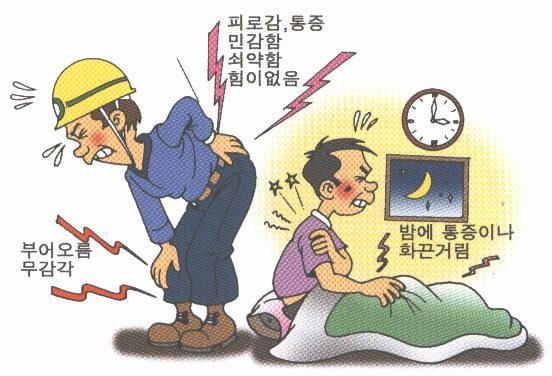 피로감,통증
민감함
쇠약함
힘이없음
부어오름
무감각
밤에 통증이나
화끈거림